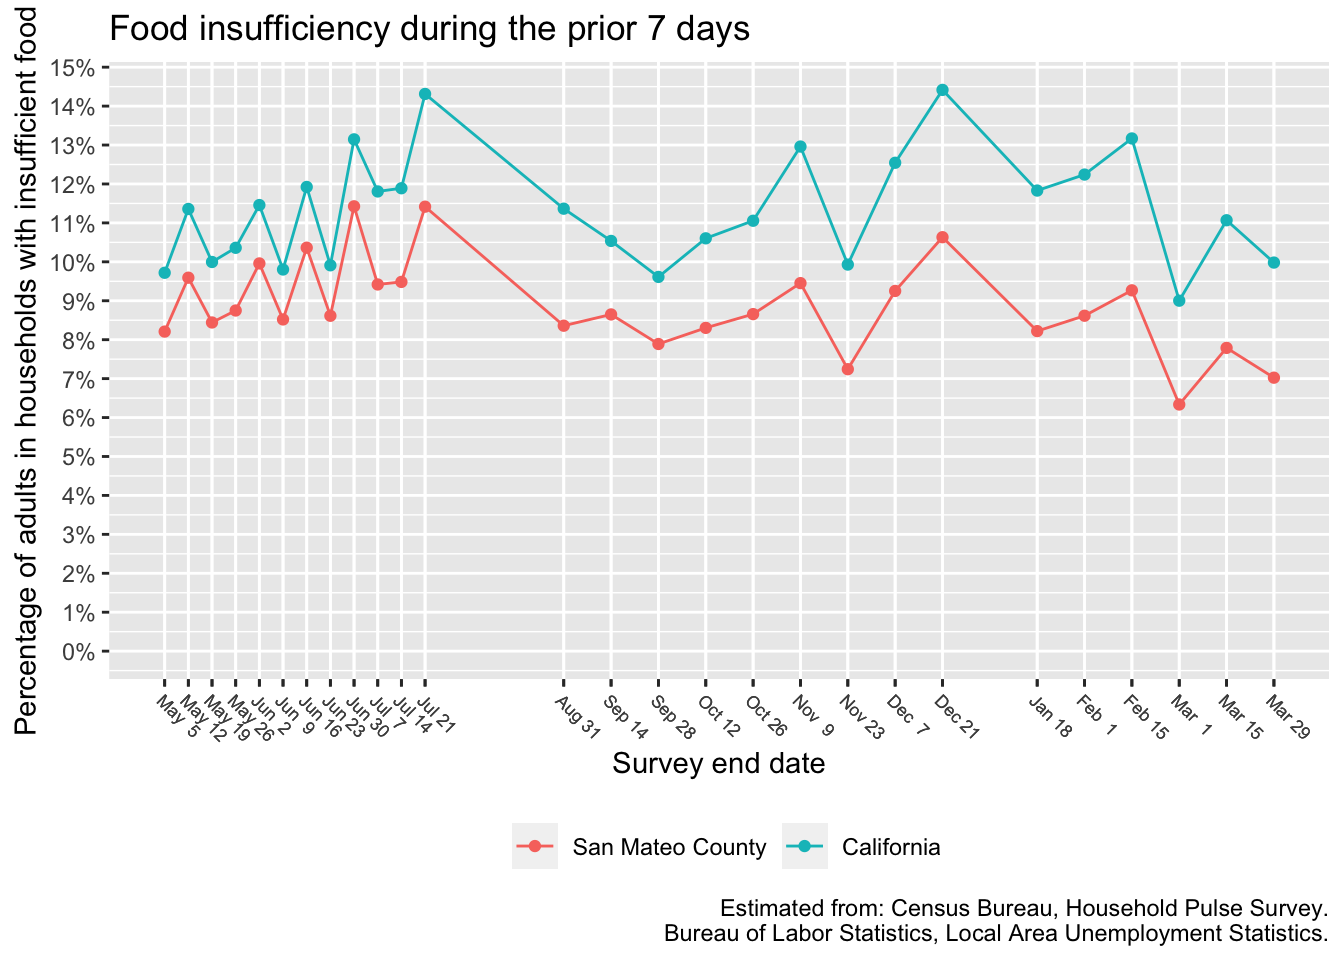 Food insufficiency during the prior 7 days
Percentage of adults in households with insufficient food
15%
14%
13%
12%
11%
10%
9%
8%
7%
6%
5%
4%
3%
2%
1%
0%
May 5
May 12
May 19
May 26
Jun 2
Jun 9
Jun 16
Jun 23
Jun 30
Jul 7
Jul 14
Jul 21
Aug 31
Sep 14
Sep 28
Oct 12
Oct 26
Nov 9
Nov 23
Dec 7
Dec 21
Jan 18
Feb 1
Feb 15
Mar 1
Mar 15
Mar 29
Survey end date
San Mateo County
California
Estimated from: Census Bureau, Household Pulse Survey.
Bureau of Labor Statistics, Local Area Unemployment Statistics.